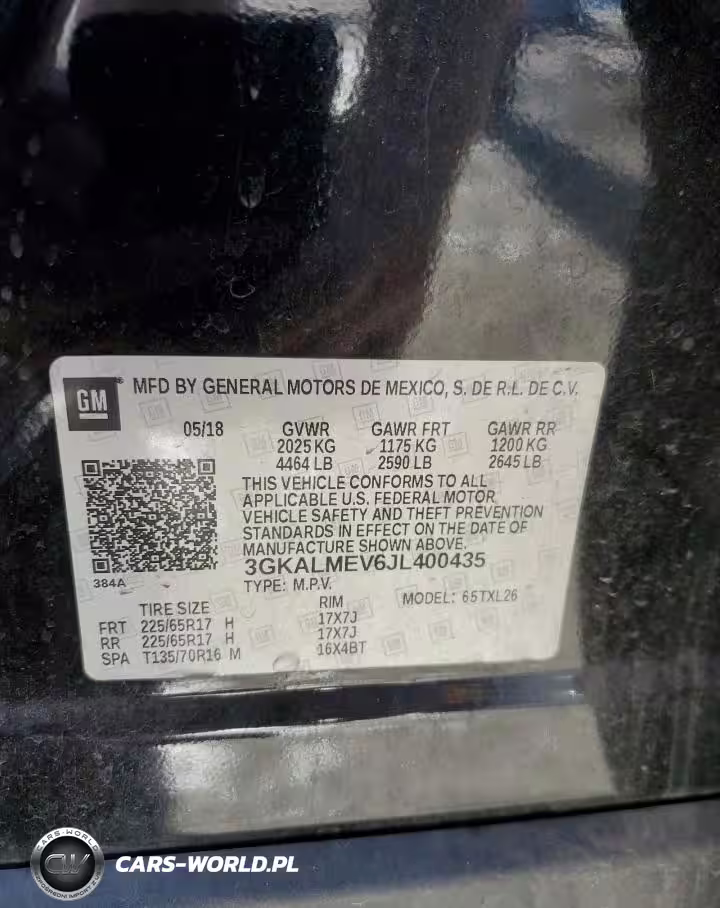 GM
MFD BY GENERAL MOTORS DE MEXICO, S. DE R.L. DE C.V.
05/18 GVWR GAWR FRT GAWR RR
2025 KG 1175 KG 1200 KG
4464 LB 2590 LB 2645 LB
THIS VEHICLE CONFORMS TO ALL
APPLICABLE U.S. FEDERAL MOTOR
VEHICLE SAFETY AND THEFT PREVENTION
STANDARDS IN EFFECT ON THE DATE OF
MANUFACTURE SHOWN ABOVE.
3GKALMEV6JL400435
384A
TYPE: M.P.V.
MODEL: 65TXL26
TIRE SIZE RIM
FRT 225/65R17 H 17X7J
RR 225/65R17 H 17X7J
SPA T135/70R16 M 16X4BT
CARS-WORLD
CW
CARS-WORLD.PL